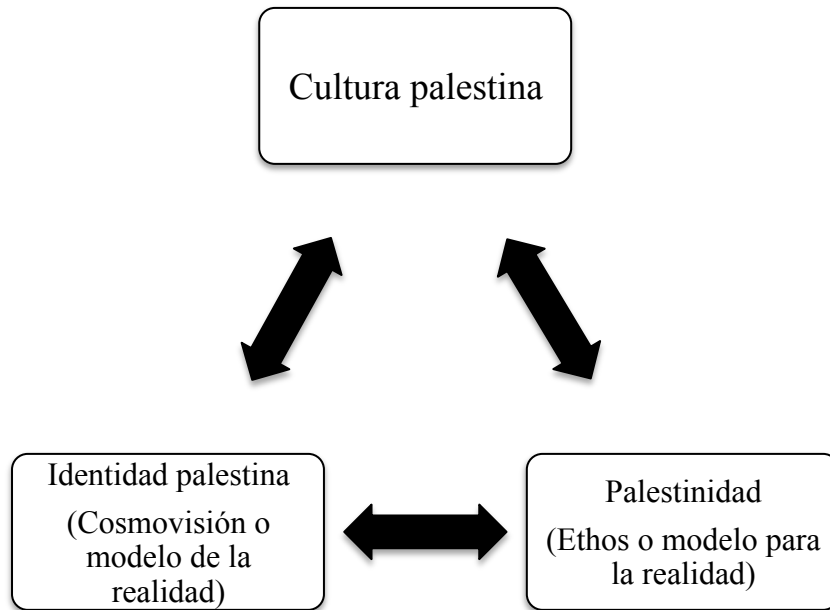 Cultura palestina
Identidad palestina
(Cosmovisión o
modelo de la
realidad)
Palestinidad
(Ethos o modelo para
la realidad)